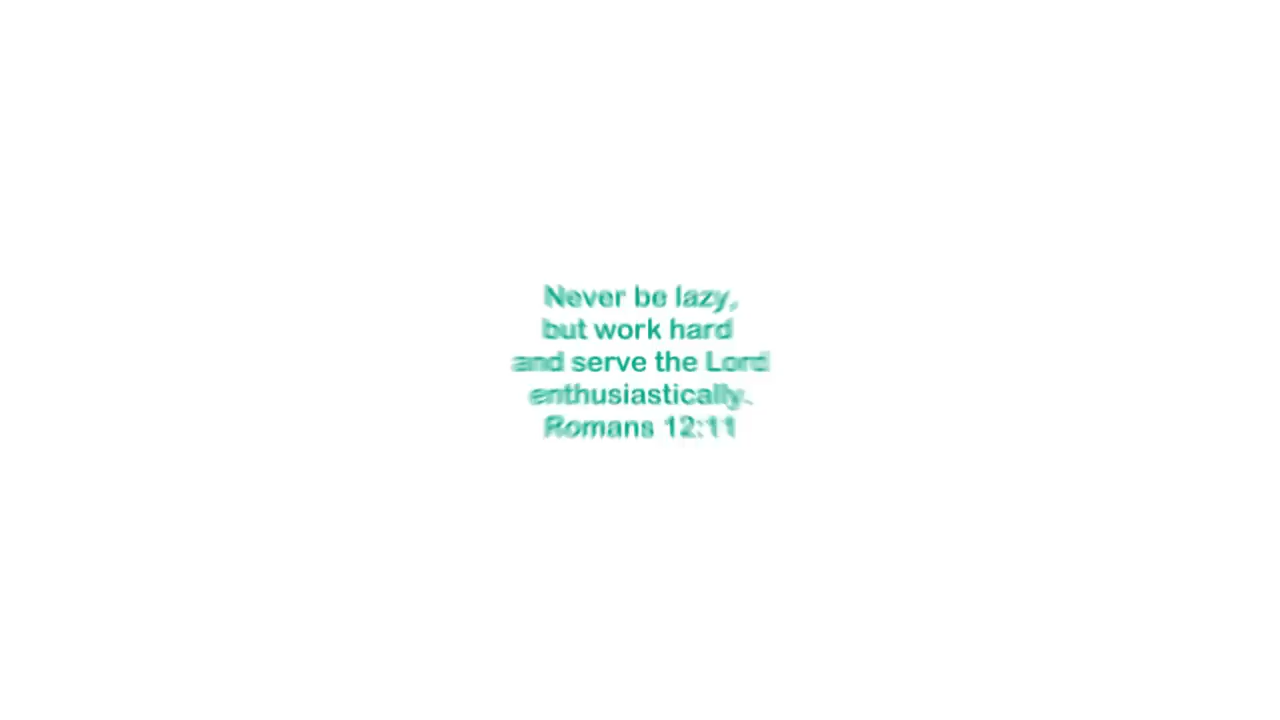 Never be lazy,
but work hard
and serve the Lord
enthusiastically.
Romans 12:11